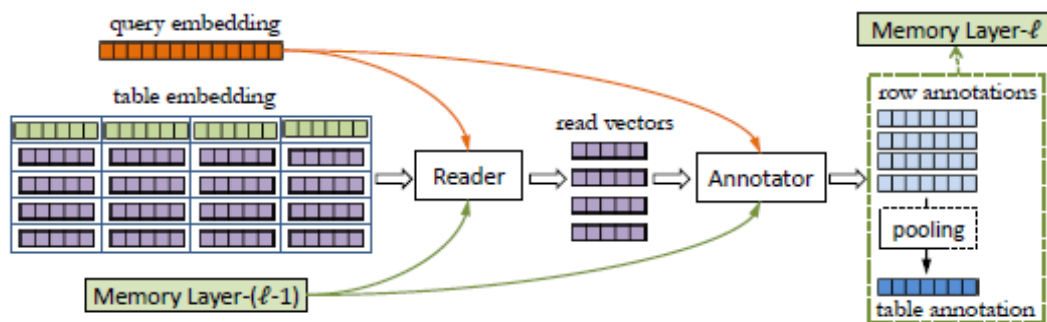 query embedding
Memory Layer-ℓ
table embedding
row annotations
read vectors
Reader
Annotator
pooling
Memory Layer-(ℓ-1)
table annotation